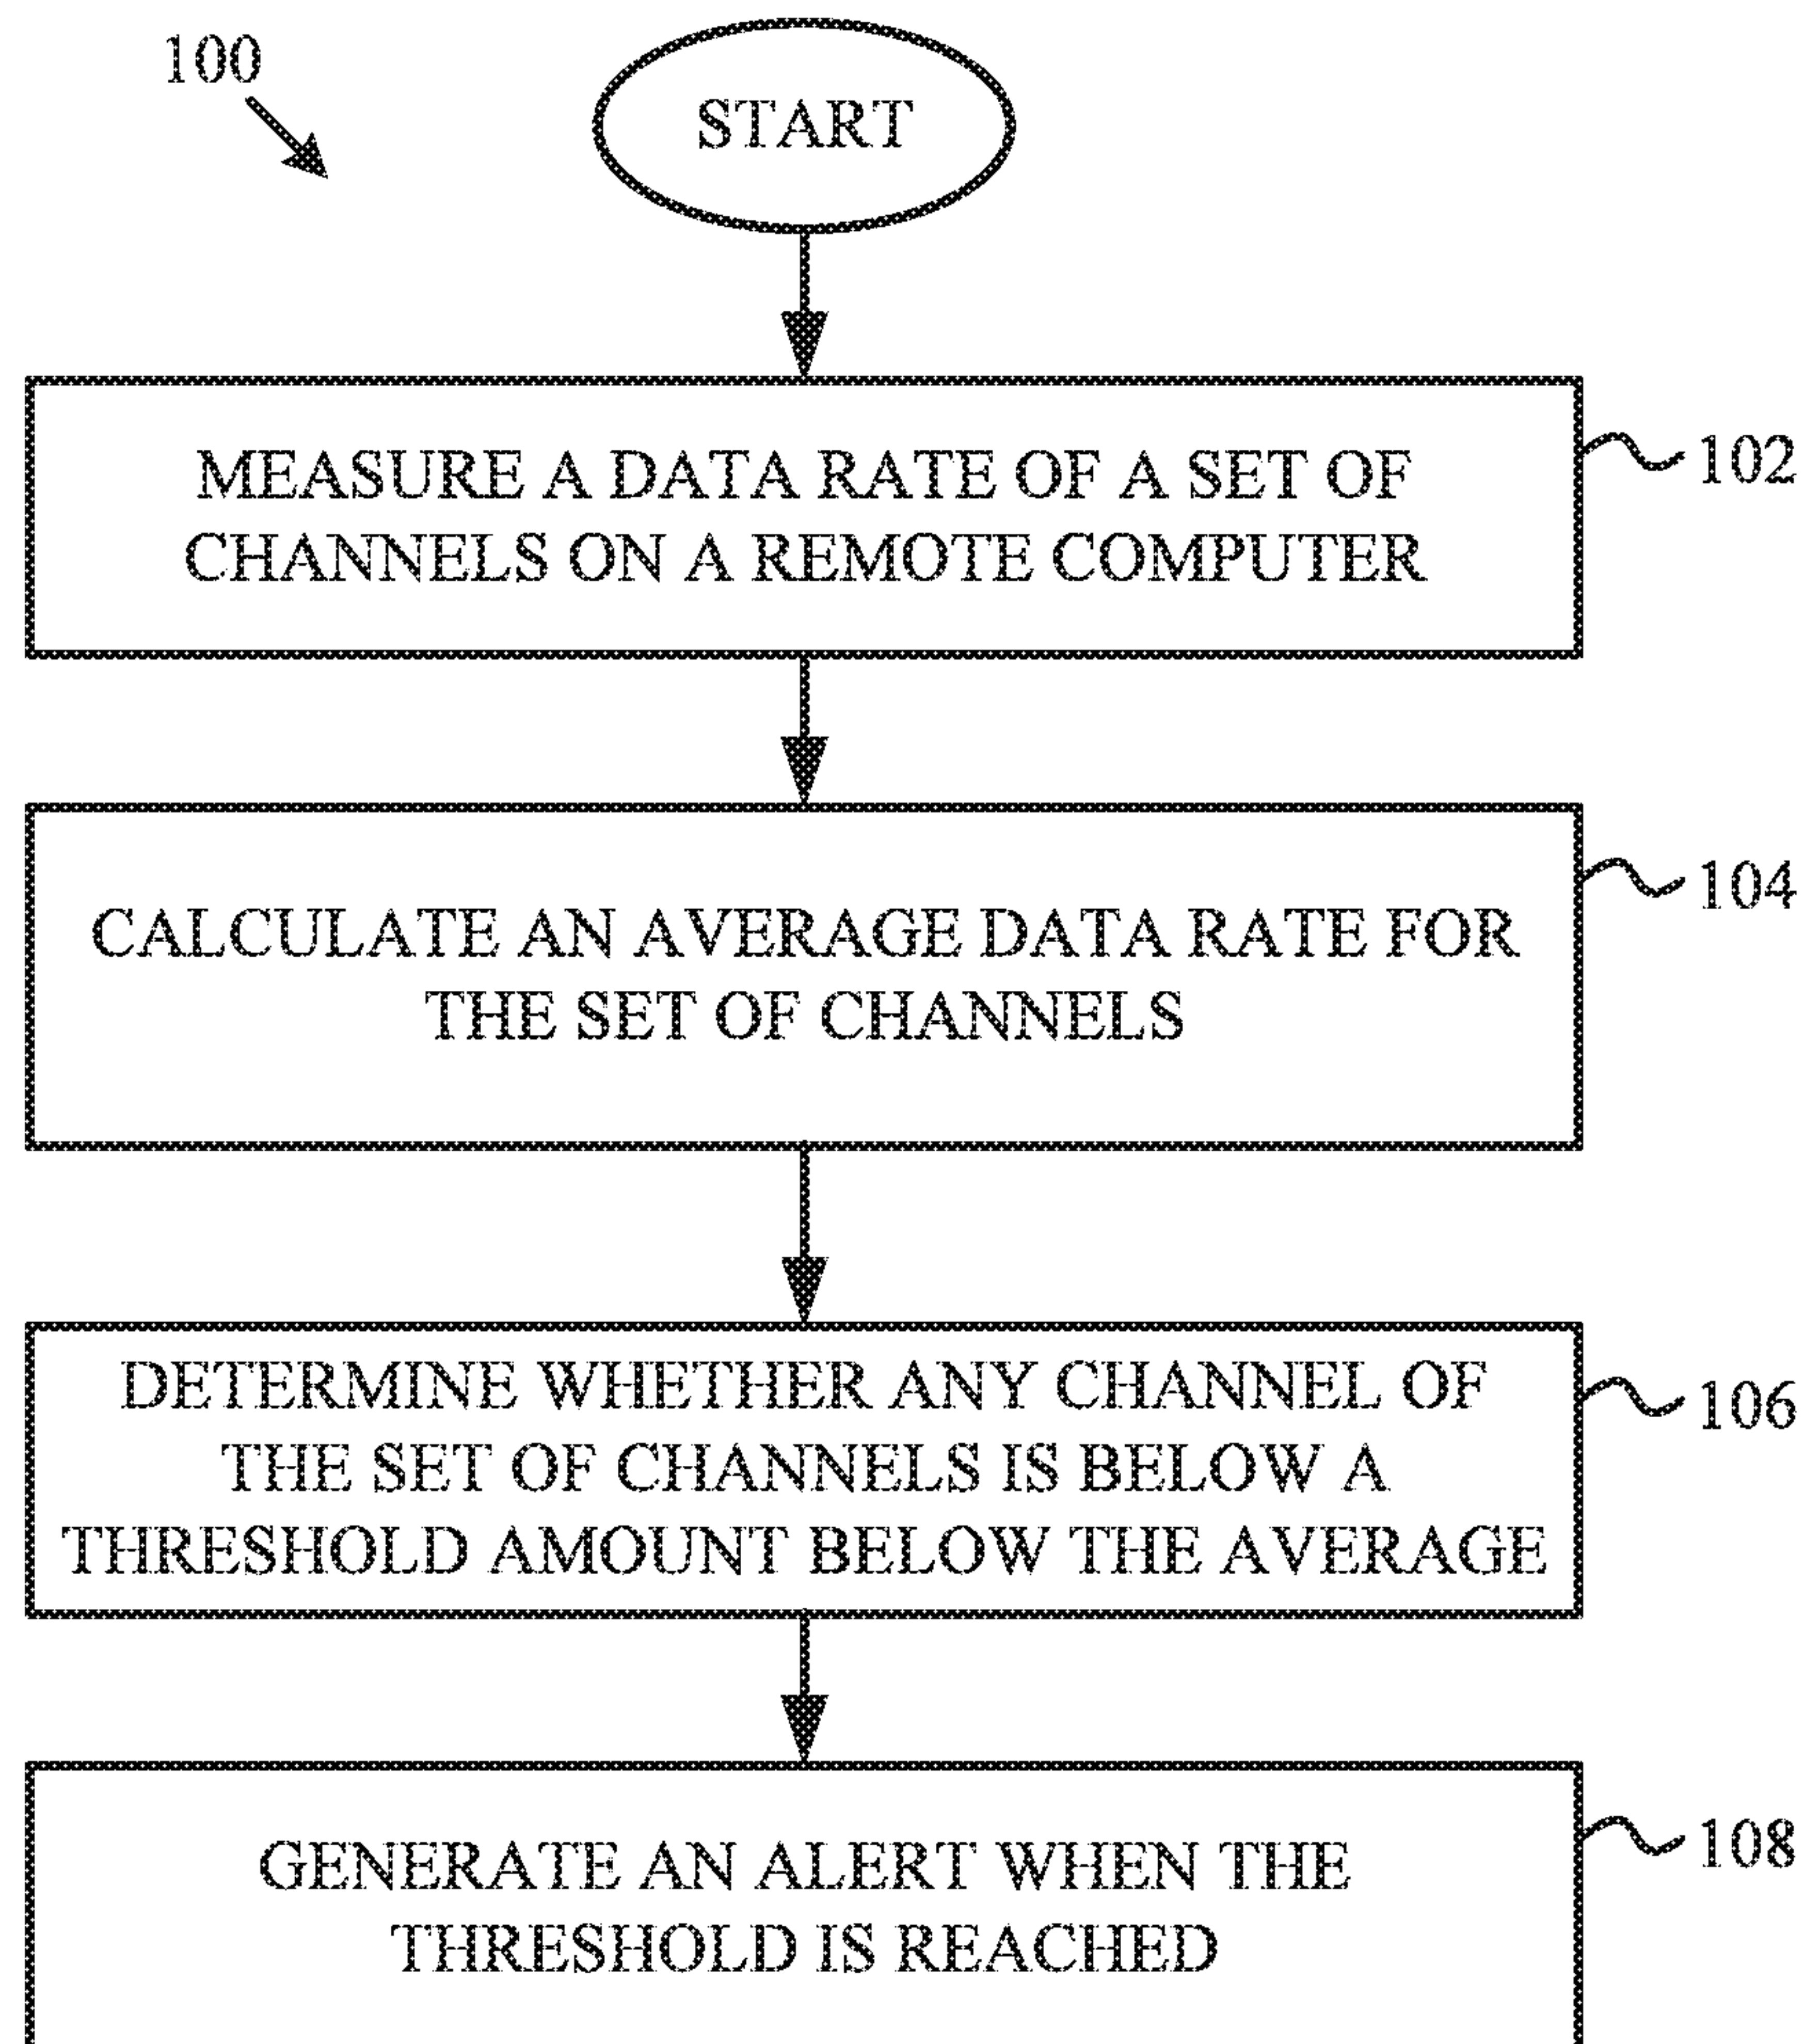 100
START
MEASURE A DATA RATE OF A SET OF
CHANNELS ON A REMOTE COMPUTER
102
CALCULATE AN AVERAGE DATA RATE FOR
THE SET OF CHANNELS
104
DETERMINE WHETHER ANY CHANNEL OF
THE SET OF CHANNELS IS BELOW A
THRESHOLD AMOUNT BELOW THE AVERAGE
106
GENERATE AN ALERT WHEN THE
THRESHOLD IS REACHED
108